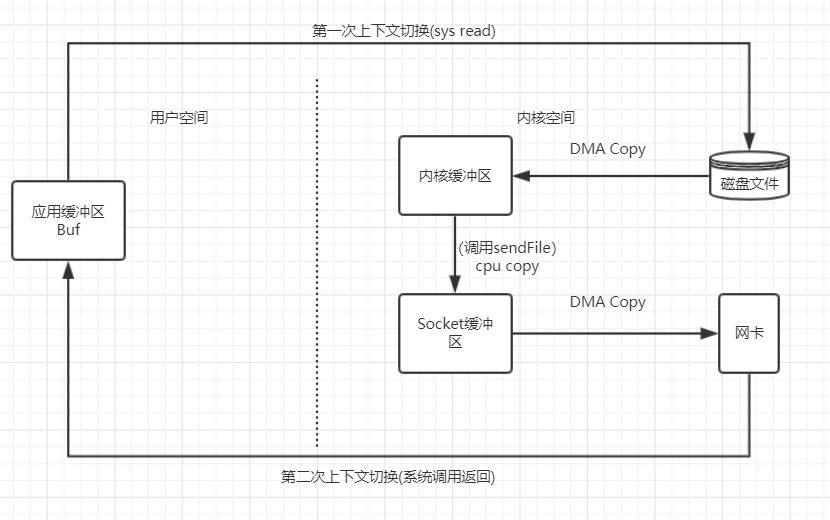 第一次上下文切换(sys read)
用户空间
内核空间
DMA Copy
内核缓冲区
磁盘文件
应用缓冲区
Buf
(调用sendFile)
cpu copy
DMA Copy
Socket缓冲
区
网卡
第二次上下文切换(系统调用返回)